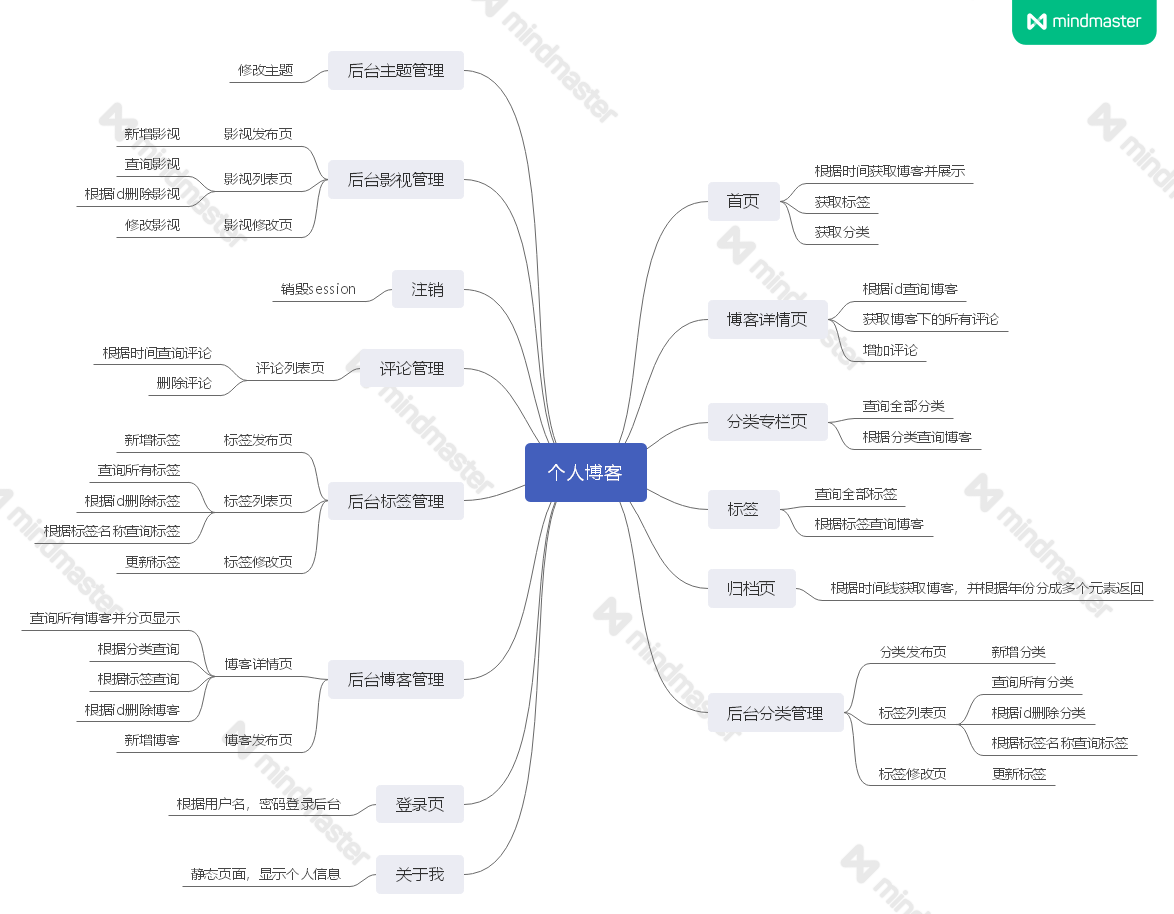 mindmaster
个人博客
首页
根据时间获取博客并展示
获取标签
获取分类
博客详情页
根据id查询博客
获取博客下的所有评论
增加评论
分类专栏页
查询全部分类
根据分类查询博客
标签
查询全部标签
根据标签查询博客
归档页
根据时间线获取博客，并根据年份分成多个元素返回
后台分类管理
分类发布页
新增分类
标签列表页
查询所有分类
根据id删除分类
根据标签名称查询标签
标签修改页
更新标签
后台主题管理
修改主题
后台影视管理
影视发布页
新增影视
影视列表页
查询影视
根据id删除影视
影视修改页
修改影视
注销
销毁session
评论管理
评论列表页
根据时间查询评论
删除评论
后台标签管理
标签发布页
新增标签
标签列表页
查询所有标签
根据id删除标签
根据标签名称查询标签
标签修改页
更新标签
后台博客管理
博客详情页
查询所有博客并分页显示
根据分类查询
根据标签查询
根据id删除博客
博客发布页
新增博客
登录页
根据用户名，密码登录后台
关于我
静态页面，显示个人信息
mindmaster
mindmaster
mindmaster
mindmaster
mindmaster
mindmaster
mindmaster
mindmaster
mindmaster